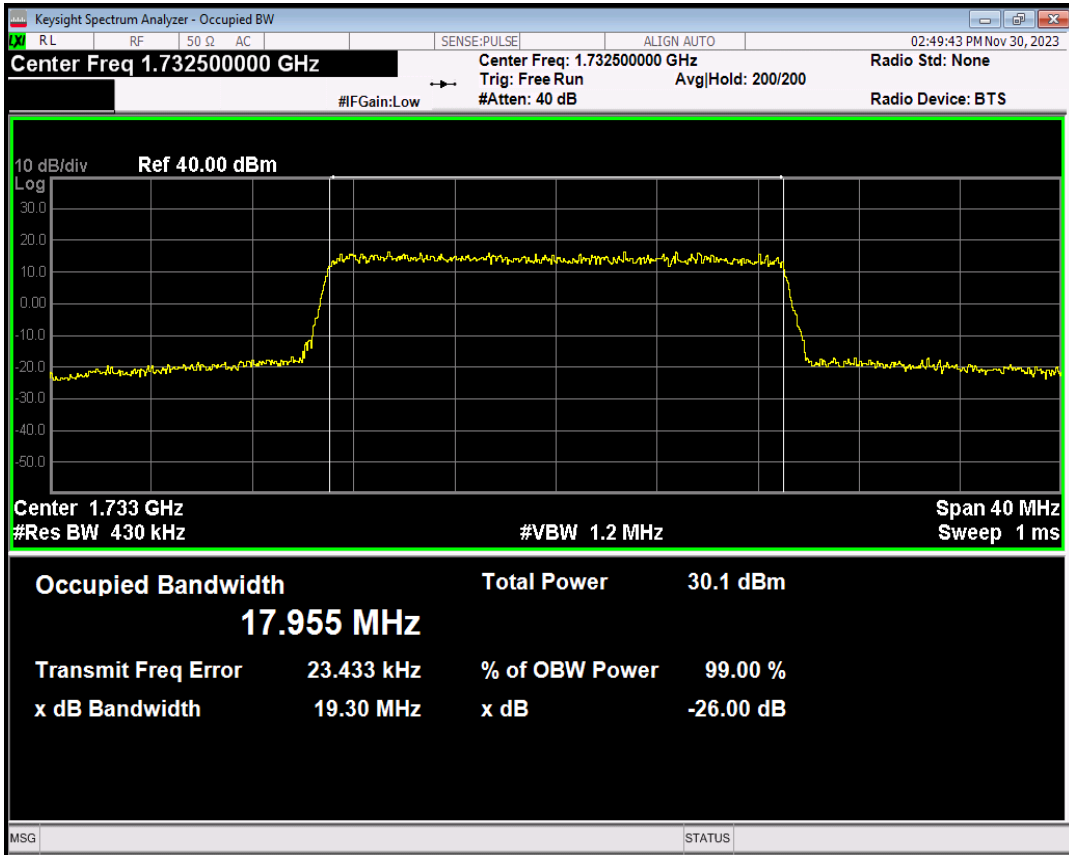 Keysight Spectrum Analyzer - Occupied BW
LXI RL RF 50 Ω AC SENSE:PULSE ALIGN AUTO 02:49:43 PM Nov 30, 2023
Center Freq 1.732500000 GHz Center Freq: 1.732500000 GHz Radio Std: None
Trig: Free Run Avg|Hold: 200/200
#IFGain:Low #Atten: 40 dB Radio Device: BTS
10 dB/div Ref 40.00 dBm
Log
30.0
20.0
10.0
0.00
-10.0
-20.0
-30.0
-40.0
-50.0
Center 1.733 GHz Span 40 MHz
#Res BW 430 kHz #VBW 1.2 MHz Sweep 1 ms
Occupied Bandwidth Total Power 30.1 dBm
17.955 MHz
Transmit Freq Error 23.433 kHz % of OBW Power 99.00 %
x dB Bandwidth 19.30 MHz x dB -26.00 dB
MSG STATUS